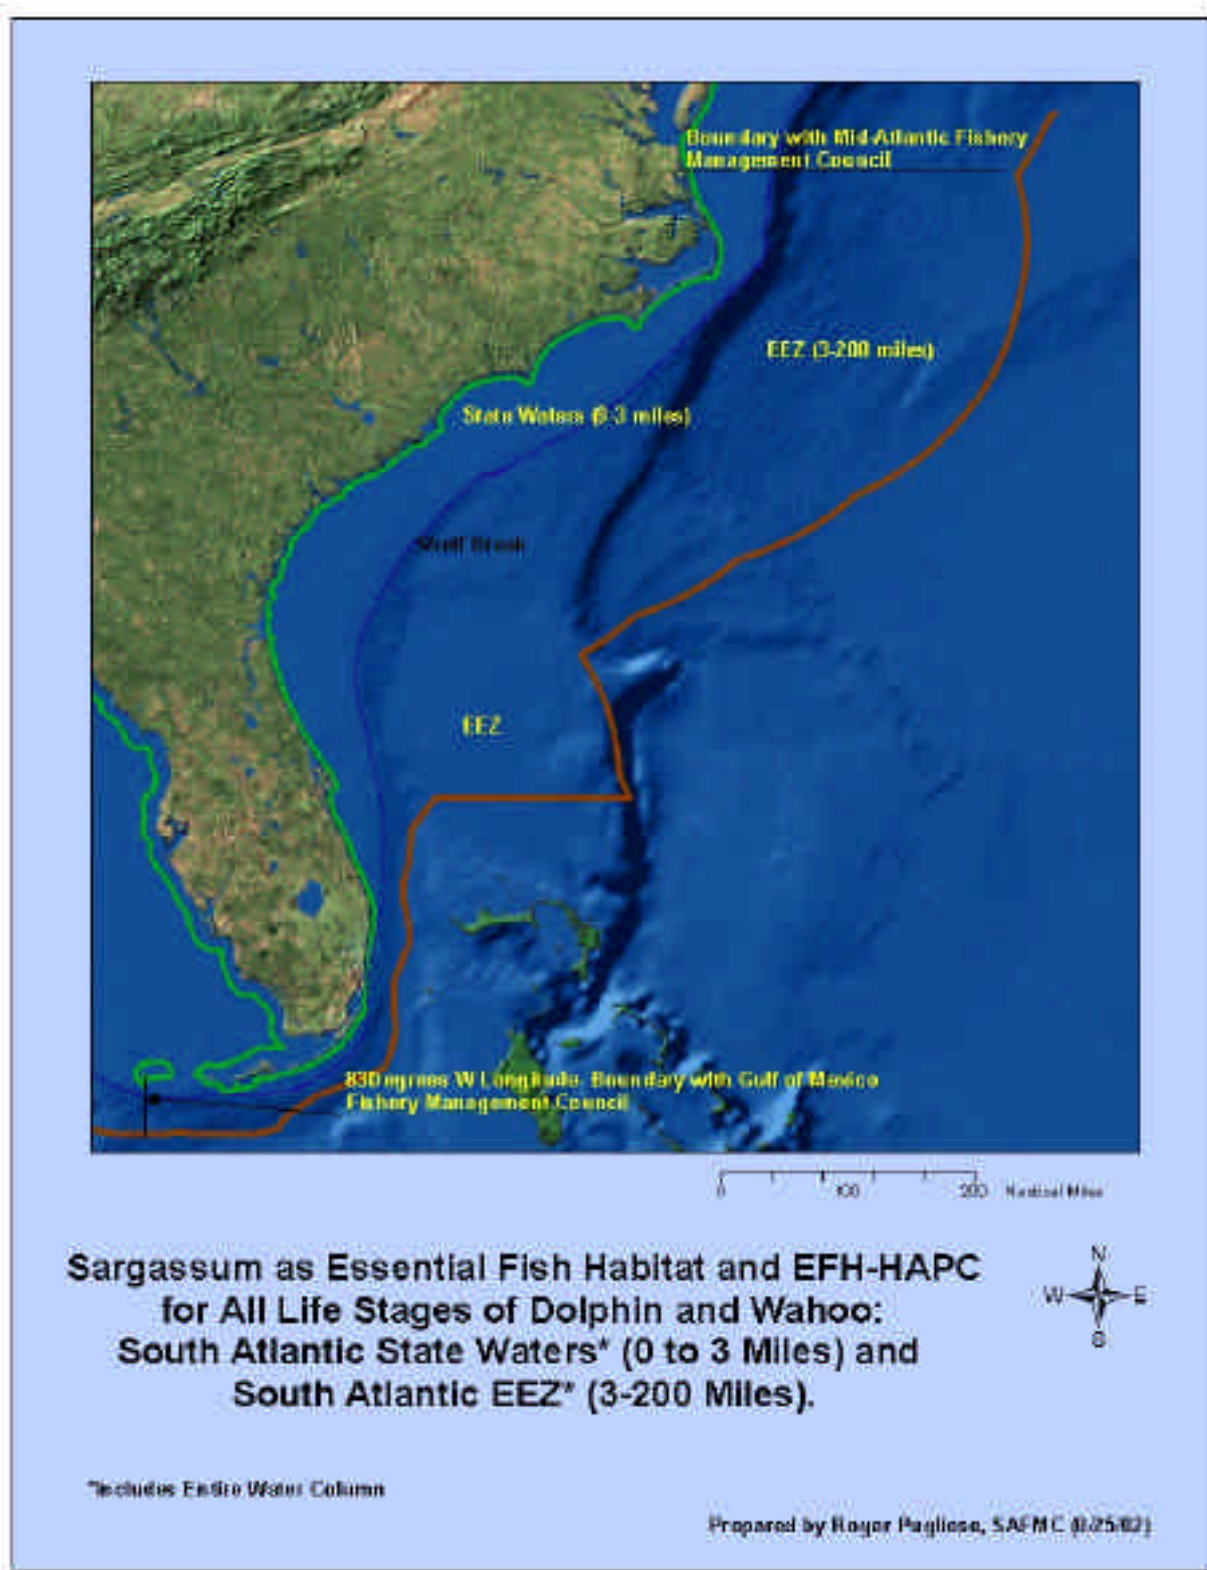 Boundary with Mid-Atlantic Fishery
Management Council
EEZ (3-200 miles)
State Waters (0-3 miles)
Shelf Break
EEZ
83Degrees W Longitude. Boundary with Gulf of Mexico
Fishery Management Council
0 100 200 Nautical Miles
Sargassum as Essential Fish Habitat and EFH-HAPC
for All Life Stages of Dolphin and Wahoo:
South Atlantic State Waters* (0 to 3 Miles) and
South Atlantic EEZ* (3-200 Miles).
N
W E
S
*Includes Entire Water Column
Prepared by Roger Pugliese, SAFMC